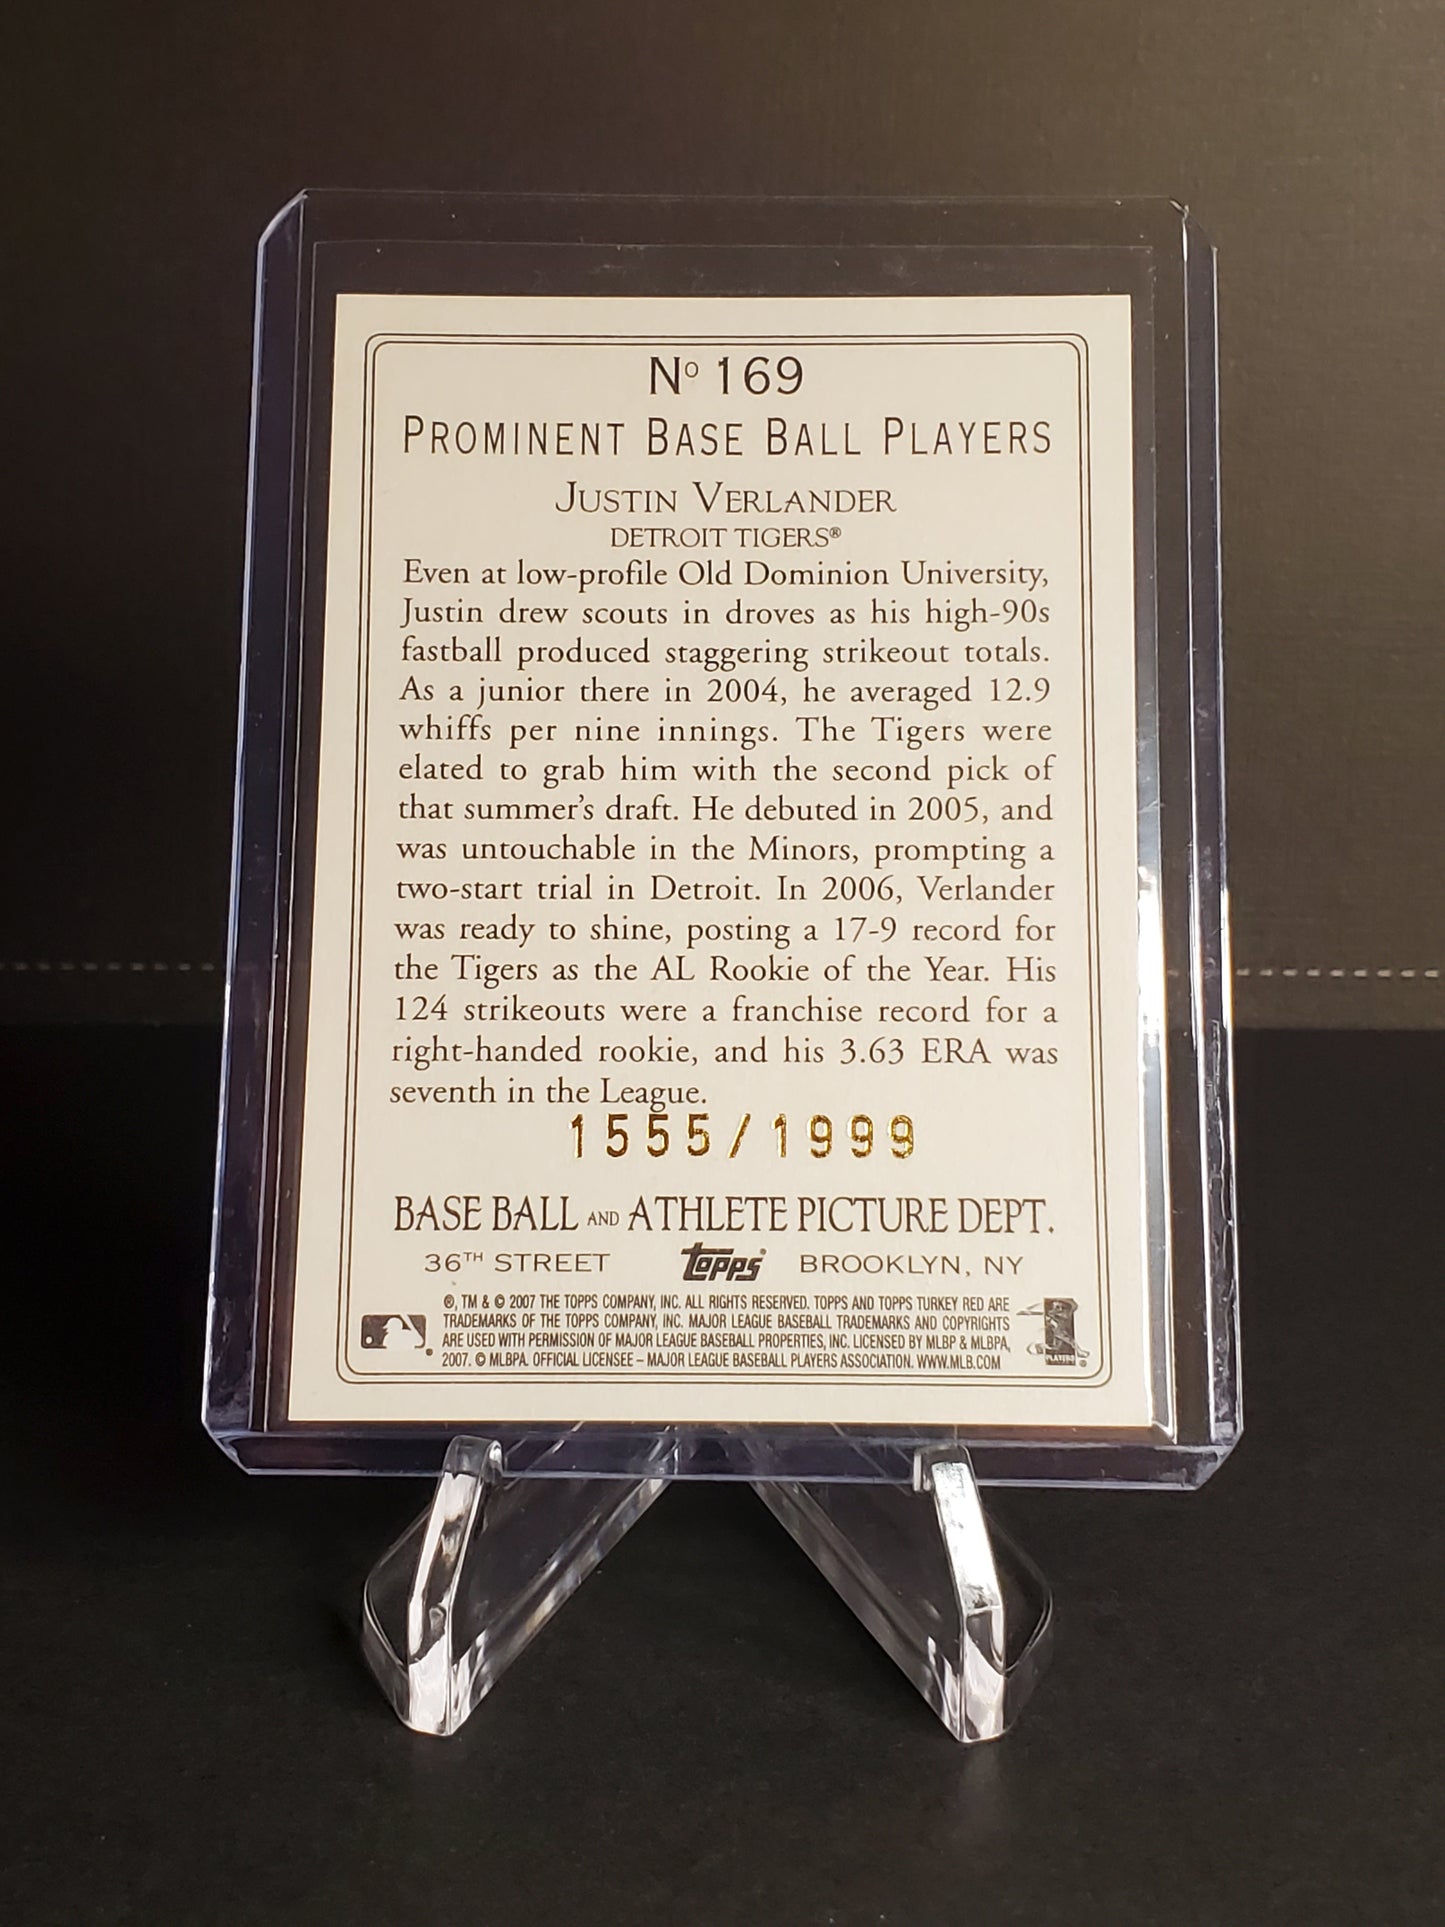 Nº 169
PROMINENT BASE BALL PLAYERS
JUSTIN VERLANDER
DETROIT TIGERS®
Even at low-profile Old Dominion University,
Justin drew scouts in droves as his high-90s
fastball produced staggering strikeout totals.
As a junior there in 2004, he averaged 12.9
whiffs per nine innings. The Tigers were
elated to grab him with the second pick of
that summer's draft. He debuted in 2005, and
was untouchable in the Minors, prompting a
two-start trial in Detroit. In 2006, Verlander
was ready to shine, posting a 17-9 record for
the Tigers as the AL Rookie of the Year. His
124 strikeouts were a franchise record for a
right-handed rookie, and his 3.63 ERA was
seventh in the League.
1555/1999
BASE BALL AND ATHLETE PICTURE DEPT.
36TH STREET Topps® BROOKLYN, NY
®, TM & © 2007 THE TOPPS COMPANY, INC. ALL RIGHTS RESERVED. TOPPS AND TOPPS TURKEY RED ARE
TRADEMARKS OF THE TOPPS COMPANY, INC. MAJOR LEAGUE BASEBALL TRADEMARKS AND COPYRIGHTS
ARE USED WITH PERMISSION OF MAJOR LEAGUE BASEBALL PROPERTIES, INC. LICENSED BY MLBP & MLBPA,
2007. © MLBPA. OFFICIAL LICENSEE – MAJOR LEAGUE BASEBALL PLAYERS ASSOCIATION. WWW.MLB.COM
PLAYERS